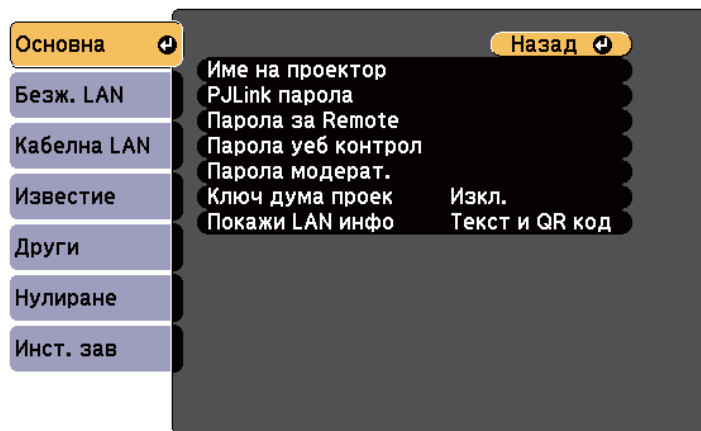 Основна
Безж. LAN
Кабелна LAN
Известие
Други
Нулиране
Инст. зав
Назад
Име на проектор
PJLink парола
Парола за Remote
Парола уеб контрол
Парола модерат.
Ключ дума проек Изкл.
Покажи LAN инфо Текст и QR код